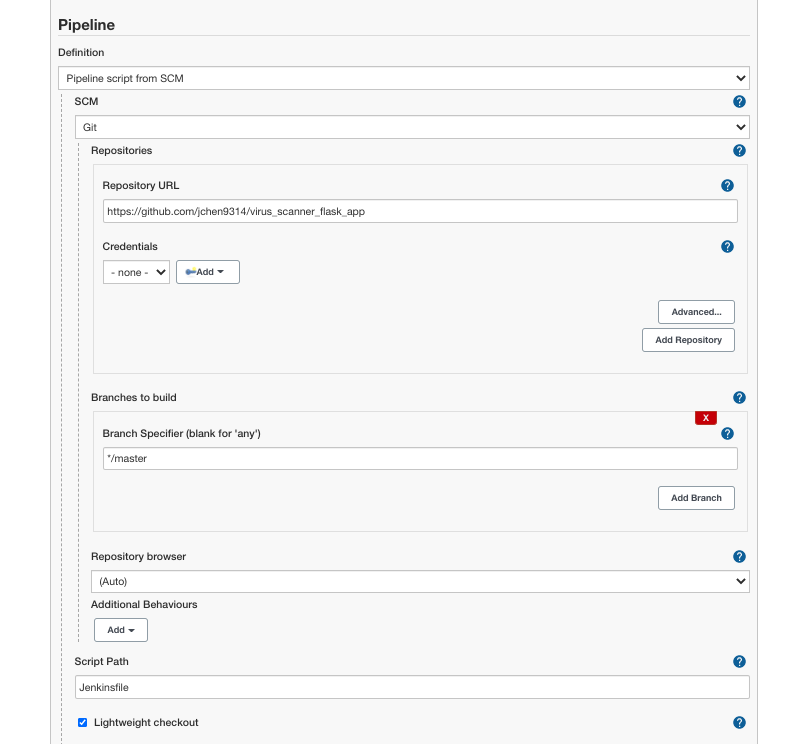 Pipeline
Definition
Pipeline script from SCM
SCM
?
Git
Repositories
?
Repository URL
?
https://github.com/jchen9314/virus_scanner_flask_app
Credentials
?
- none -
Add
Advanced...
Add Repository
Branches to build
?
X
Branch Specifier (blank for 'any')
?
*/master
Add Branch
Repository browser
?
(Auto)
Additional Behaviours
Add
Script Path
?
Jenkinsfile
Lightweight checkout
?